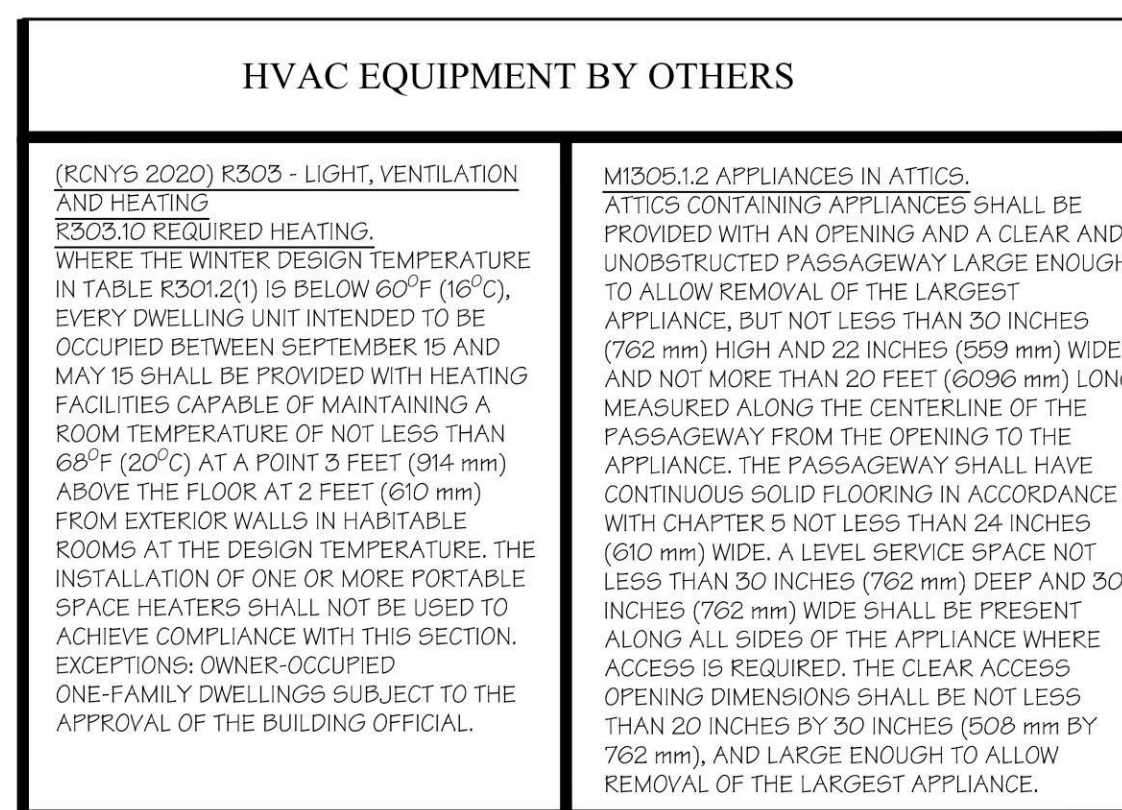 HVAC EQUIPMENT BY OTHERS
(RCNYS 2020) R303 - LIGHT, VENTILATION
AND HEATING
R303.10 REQUIRED HEATING.
WHERE THE WINTER DESIGN TEMPERATURE
IN TABLE R301.2(1) IS BELOW 60⁰F (16⁰C),
EVERY DWELLING UNIT INTENDED TO BE
OCCUPIED BETWEEN SEPTEMBER 15 AND
MAY 15 SHALL BE PROVIDED WITH HEATING
FACILITIES CAPABLE OF MAINTAINING A
ROOM TEMPERATURE OF NOT LESS THAN
68⁰F (20⁰C) AT A POINT 3 FEET (914 mm)
ABOVE THE FLOOR AT 2 FEET (610 mm)
FROM EXTERIOR WALLS IN HABITABLE
ROOMS AT THE DESIGN TEMPERATURE. THE
INSTALLATION OF ONE OR MORE PORTABLE
SPACE HEATERS SHALL NOT BE USED TO
ACHIEVE COMPLIANCE WITH THIS SECTION.
EXCEPTIONS: OWNER-OCCUPIED
ONE-FAMILY DWELLINGS SUBJECT TO THE
APPROVAL OF THE BUILDING OFFICIAL.
M1305.1.2 APPLIANCES IN ATTICS.
ATTICS CONTAINING APPLIANCES SHALL BE
PROVIDED WITH AN OPENING AND A CLEAR AND
UNOBSTRUCTED PASSAGEWAY LARGE ENOUGH
TO ALLOW REMOVAL OF THE LARGEST
APPLIANCE, BUT NOT LESS THAN 30 INCHES
(762 mm) HIGH AND 22 INCHES (559 mm) WIDE
AND NOT MORE THAN 20 FEET (6096 mm) LONG
MEASURED ALONG THE CENTERLINE OF THE
PASSAGEWAY FROM THE OPENING TO THE
APPLIANCE. THE PASSAGEWAY SHALL HAVE
CONTINUOUS SOLID FLOORING IN ACCORDANCE
WITH CHAPTER 5 NOT LESS THAN 24 INCHES
(610 mm) WIDE. A LEVEL SERVICE SPACE NOT
LESS THAN 30 INCHES (762 mm) DEEP AND 30
INCHES (762 mm) WIDE SHALL BE PRESENT
ALONG ALL SIDES OF THE APPLIANCE WHERE
ACCESS IS REQUIRED. THE CLEAR ACCESS
OPENING DIMENSIONS SHALL BE NOT LESS
THAN 20 INCHES BY 30 INCHES (508 mm BY
762 mm), AND LARGE ENOUGH TO ALLOW
REMOVAL OF THE LARGEST APPLIANCE.